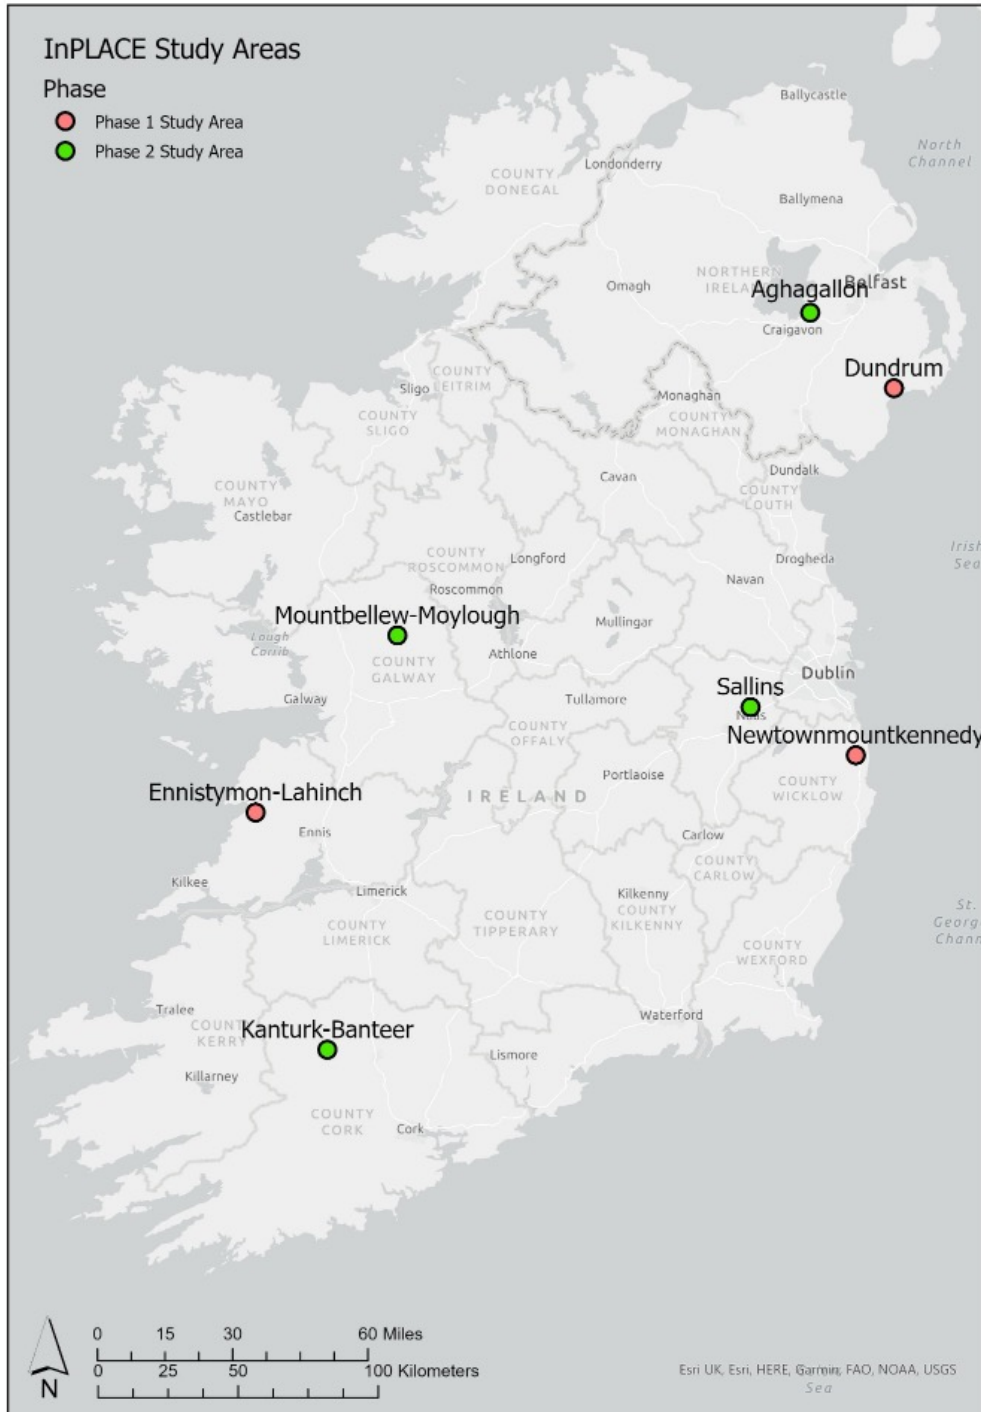 InPLACE Study Areas
Phase
Phase 1 Study Area
Phase 2 Study Area
Ballycastle
North
Channel
Londonderry
COUNTY
DONEGAL
Ballymena
NORTHERN
IRELAND
Omagh
Belfast
Aghagallon
Craigavon
Dundrum
COUNTY
LEITRIM
Sligo
Monaghan
COUNTY
SLIGO
COUNTY
MONAGHAN
Cavan
Dundalk
COUNTY
LOUTH
COUNTY
MAYO
Castlebar
Irish
Sea
COUNTY
ROSCOMMON
Longford
Drogheda
Navan
Roscommon
Mountbellew-Moylough
Mullingar
Lough
Corrib
Athlone
COUNTY
GALWAY
Dublin
Galway
Tullamore
Sallins
Naas
COUNTY
OFFALY
Newtownmountkennedy
Portlaoise
COUNTY
WICKLOW
Ennistymon-Lahinch
IRELAND
Ennis
Carlow
COUNTY
CARLOW
Kilkee
Limerick
Kilkenny
COUNTY
KILKENNY
COUNTY
LIMERICK
COUNTY
TIPPERARY
St.
George
Chann
COUNTY
WEXFORD
Tralee
Waterford
COUNTY
KERRY
Kanturk-Banteer
Lismore
Killarney
COUNTY
CORK
Cork
0 15 30 60 Miles
0 25 50 100 Kilometers
N
Esri UK, Esri, HERE, Garmin, FAO, NOAA, USGS
Sea